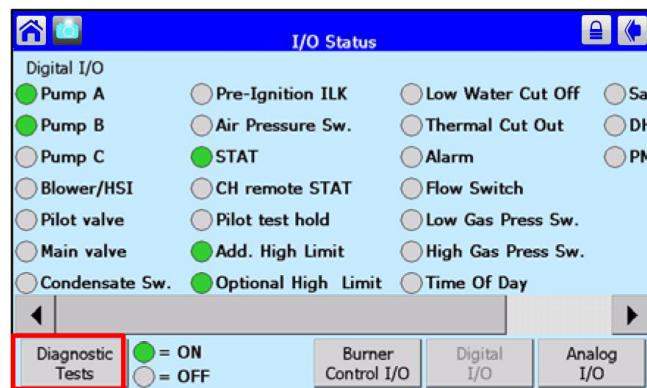 I/O Status
Digital I/O
Pump A Pre-Ignition ILK Low Water Cut Off Sa
Pump B Air Pressure Sw. Thermal Cut Out
Pump C STAT Alarm
Blower/HSI CH remote STAT Flow Switch
Pilot valve Pilot test hold Low Gas Press Sw.
Main valve Add. High Limit High Gas Press Sw.
Condensate Sw. Optional High Limit Time Of Day
Diagnostic = ON Burner Digital Analog
Tests = OFF Control I/O I/O I/O